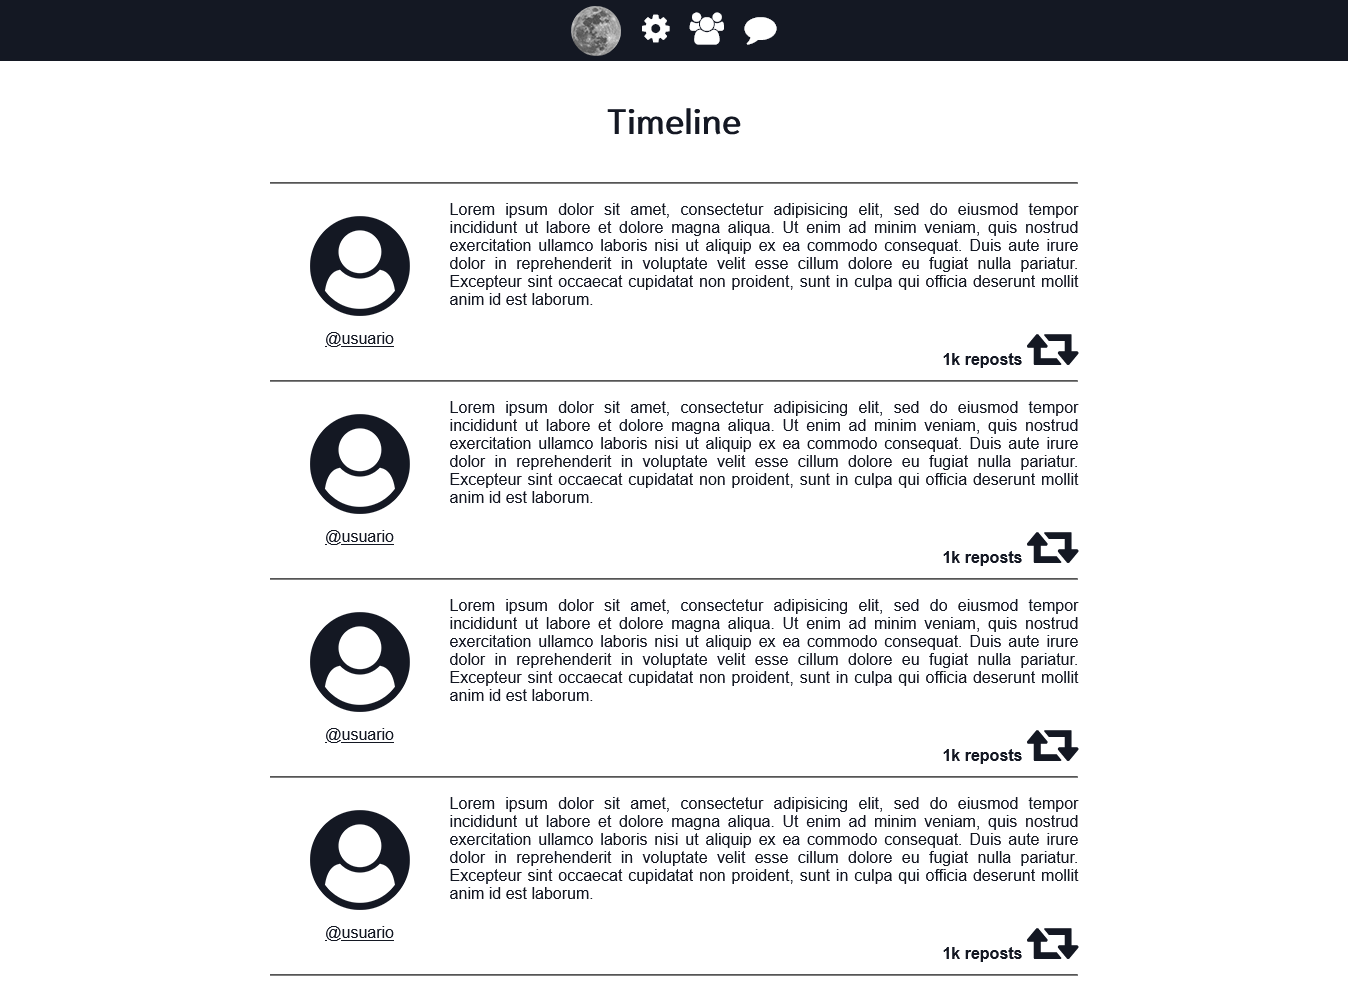 Timeline
Lorem ipsum dolor sit amet, consectetur adipisicing elit, sed do eiusmod tempor
incididunt ut labore et dolore magna aliqua. Ut enim ad minim veniam, quis nostrud
exercitation ullamco laboris nisi ut aliquip ex ea commodo consequat. Duis aute irure
dolor in reprehenderit in voluptate velit esse cillum dolore eu fugiat nulla pariatur.
Excepteur sint occaecat cupidatat non proident, sunt in culpa qui officia deserunt mollit
anim id est laborum.
@usuario
1k reposts
Lorem ipsum dolor sit amet, consectetur adipisicing elit, sed do eiusmod tempor
incididunt ut labore et dolore magna aliqua. Ut enim ad minim veniam, quis nostrud
exercitation ullamco laboris nisi ut aliquip ex ea commodo consequat. Duis aute irure
dolor in reprehenderit in voluptate velit esse cillum dolore eu fugiat nulla pariatur.
Excepteur sint occaecat cupidatat non proident, sunt in culpa qui officia deserunt mollit
anim id est laborum.
@usuario
1k reposts
Lorem ipsum dolor sit amet, consectetur adipisicing elit, sed do eiusmod tempor
incididunt ut labore et dolore magna aliqua. Ut enim ad minim veniam, quis nostrud
exercitation ullamco laboris nisi ut aliquip ex ea commodo consequat. Duis aute irure
dolor in reprehenderit in voluptate velit esse cillum dolore eu fugiat nulla pariatur.
Excepteur sint occaecat cupidatat non proident, sunt in culpa qui officia deserunt mollit
anim id est laborum.
@usuario
1k reposts
Lorem ipsum dolor sit amet, consectetur adipisicing elit, sed do eiusmod tempor
incididunt ut labore et dolore magna aliqua. Ut enim ad minim veniam, quis nostrud
exercitation ullamco laboris nisi ut aliquip ex ea commodo consequat. Duis aute irure
dolor in reprehenderit in voluptate velit esse cillum dolore eu fugiat nulla pariatur.
Excepteur sint occaecat cupidatat non proident, sunt in culpa qui officia deserunt mollit
anim id est laborum.
@usuario
1k reposts